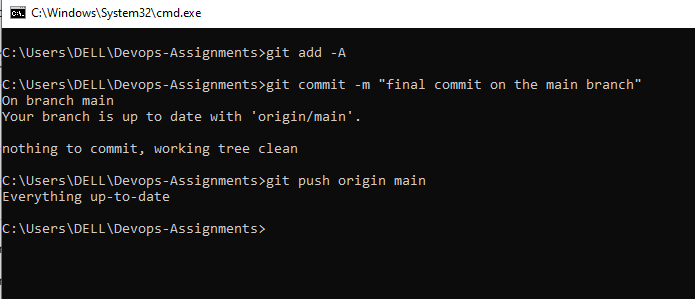 C:\Windows\System32\cmd.exe
C:\Users\DELL\Devops-Assignments>git add -A
C:\Users\DELL\Devops-Assignments>git commit -m "final commit on the main branch"
On branch main
Your branch is up to date with 'origin/main'.
nothing to commit, working tree clean
C:\Users\DELL\Devops-Assignments>git push origin main
Everything up-to-date
C:\Users\DELL\Devops-Assignments>